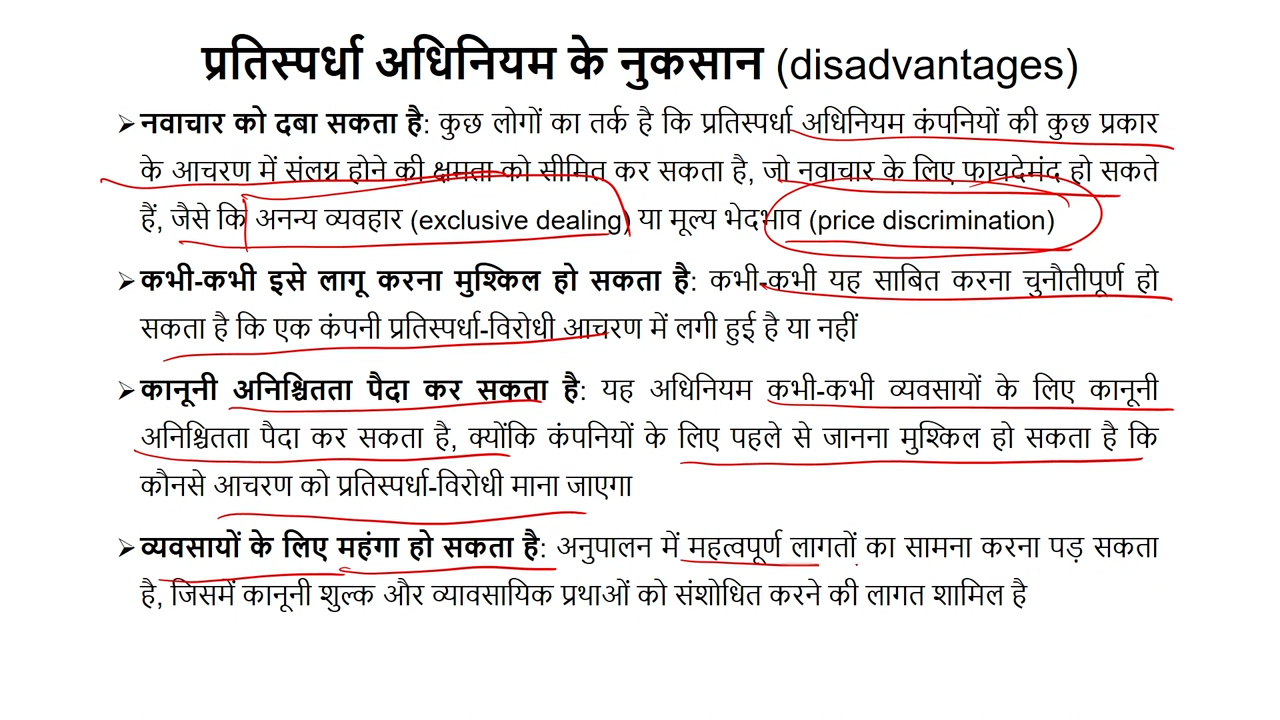 प्रतिस्पर्धा अधिनियम के नुकसान (disadvantages)
➢ नवाचार को दबा सकता है: कुछ लोगों का तर्क है कि प्रतिस्पर्धा अधिनियम कंपनियों की कुछ प्रकार
के आचरण में संलग्न होने की क्षमता को सीमित कर सकता है, जो नवाचार के लिए फायदेमंद हो सकते
हैं, जैसे कि अनन्य व्यवहार (exclusive dealing) या मूल्य भेदभाव (price discrimination)
➢ कभी-कभी इसे लागू करना मुश्किल हो सकता है: कभी-कभी यह साबित करना चुनौतीपूर्ण हो
सकता है कि एक कंपनी प्रतिस्पर्धा-विरोधी आचरण में लगी हुई है या नहीं
➢ कानूनी अनिश्चितता पैदा कर सकता है: यह अधिनियम कभी-कभी व्यवसायों के लिए कानूनी
अनिश्चितता पैदा कर सकता है, क्योंकि कंपनियों के लिए पहले से जानना मुश्किल हो सकता है कि
कौनसे आचरण को प्रतिस्पर्धा-विरोधी माना जाएगा
➢ व्यवसायों के लिए महंगा हो सकता है: अनुपालन में महत्वपूर्ण लागतों का सामना करना पड़ सकता
है, जिसमें कानूनी शुल्क और व्यावसायिक प्रथाओं को संशोधित करने की लागत शामिल है